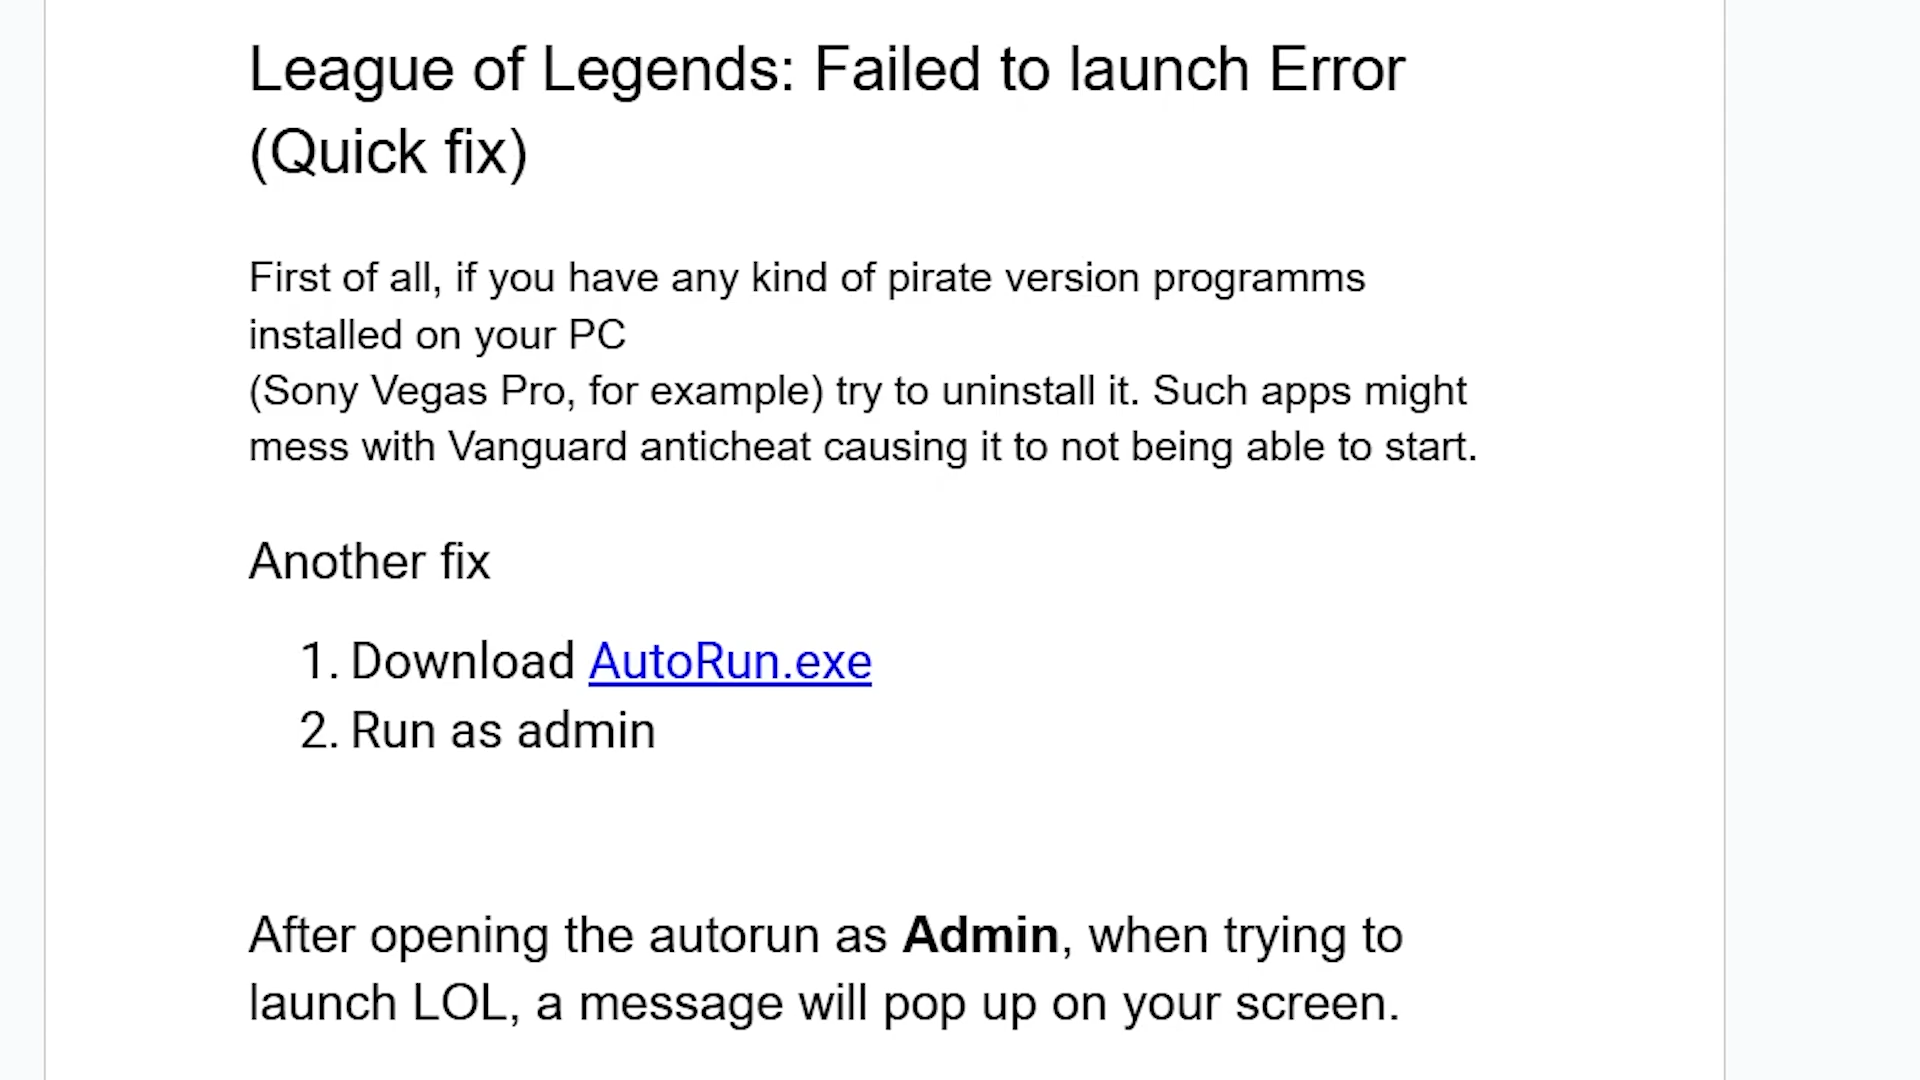 League of Legends: Failed to launch Error
(Quick fix)
First of all, if you have any kind of pirate version programms
installed on your PC
(Sony Vegas Pro, for example) try to uninstall it. Such apps might
mess with Vanguard anticheat causing it to not being able to start.
Another fix
1. Download AutoRun.exe
2. Run as admin
After opening the autorun as Admin, when trying to
launch LOL, a message will pop up on your screen.